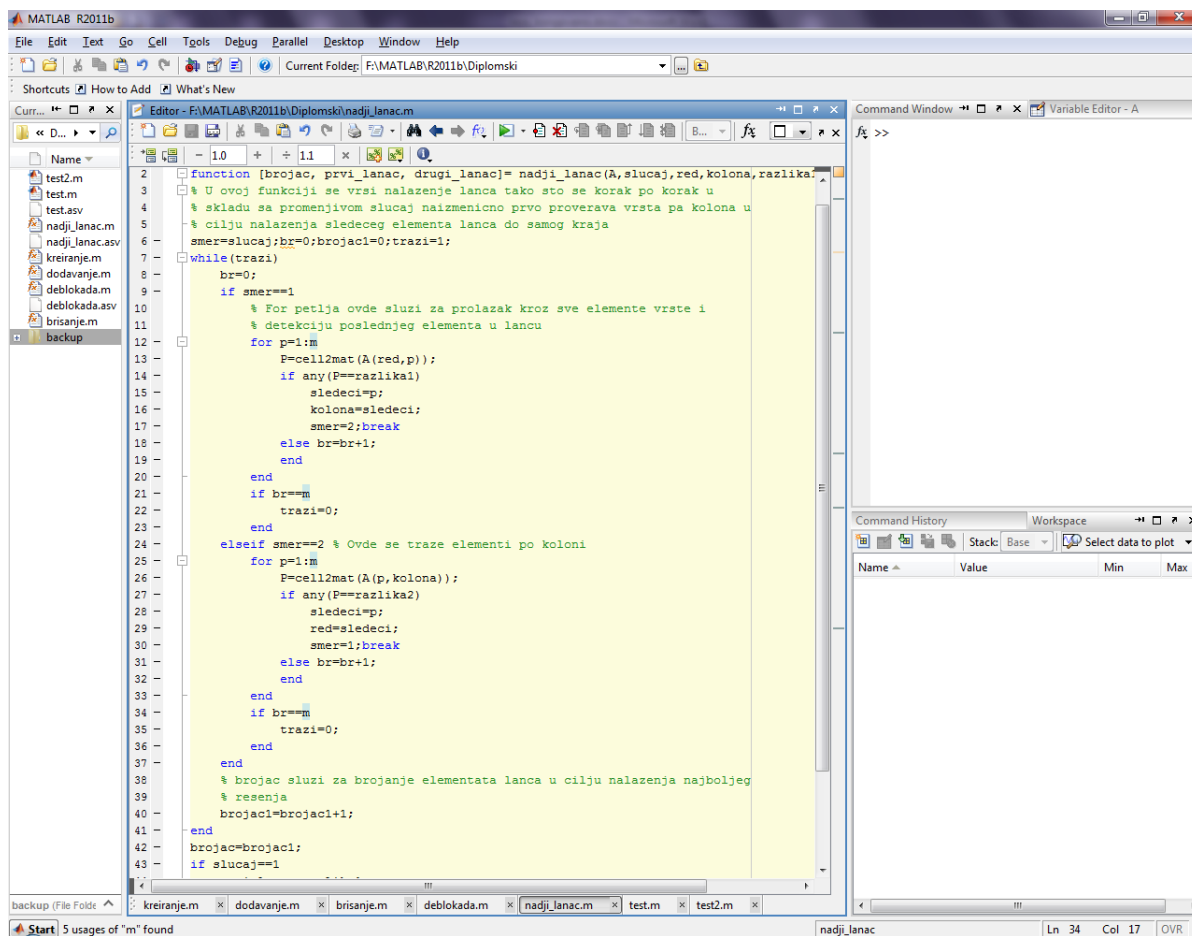 MATLAB R2011b
File Edit Text Go Cell Tools Debug Parallel Desktop Window Help
Current Folder: F:\MATLAB\R2011b\Diplomski
Shortcuts How to Add What's New
Curr...
« D...
Name
test2.m
test.m
test.asv
nadji_lanac.m
nadji_lanac.asv
kreiranje.m
dodavanje.m
deblokada.m
deblokada.asv
brisanje.m
backup
backup (File Folde
Editor - F:\MATLAB\R2011b\Diplomski\nadji_lanac.m
B... fx
- 1.0 + ÷ 1.1 ×
2 function [brojac, prvi_lanac, drugi_lanac]= nadji_lanac(A,slucaj,red,kolona,razlika1
3 % U ovoj funkciji se vrsi nalazenje lanca tako sto se korak po korak u
4 % skladu sa promenjivom slucaj naizmenicno prvo proverava vrsta pa kolona u
5 % cilju nalazenja sledeceg elementa lanca do samog kraja
6 - smer=slucaj;br=0;brojac1=0;trazi=1;
7 - while(trazi)
8 - br=0;
9 - if smer==1
10 % For petlja ovde sluzi za prolazak kroz sve elemente vrste i
11 % detekciju poslednjeg elementa u lancu
12 - for p=1:m
13 - P=cell2mat(A(red,p));
14 - if any(P==razlika1)
15 - sledeci=p;
16 - kolona=sledeci;
17 - smer=2;break
18 - else br=br+1;
19 - end
20 - end
21 - if br==m
22 - trazi=0;
23 - end
24 - elseif smer==2 % Ovde se traze elementi po koloni
25 - for p=1:m
26 - P=cell2mat(A(p,kolona));
27 - if any(P==razlika2)
28 - sledeci=p;
29 - red=sledeci;
30 - smer=1;break
31 - else br=br+1;
32 - end
33 - end
34 - if br==m
35 - trazi=0;
36 - end
37 - end
38 % brojac sluzi za brojanje elementata lanca u cilju nalazenja najboljeg
39 % resenja
40 - brojac1=brojac1+1;
41 - end
42 - brojac=brojac1;
43 - if slucaj==1
kreiranje.m × dodavanje.m × brisanje.m × deblokada.m × nadji_lanac.m × test.m × test2.m ×
Command Window Variable Editor - A
fx >>
Command History Workspace
Stack: Base Select data to plot
Name Value Min Max
Start 5 usages of "m" found nadji_lanac Ln 34 Col 17 OVR